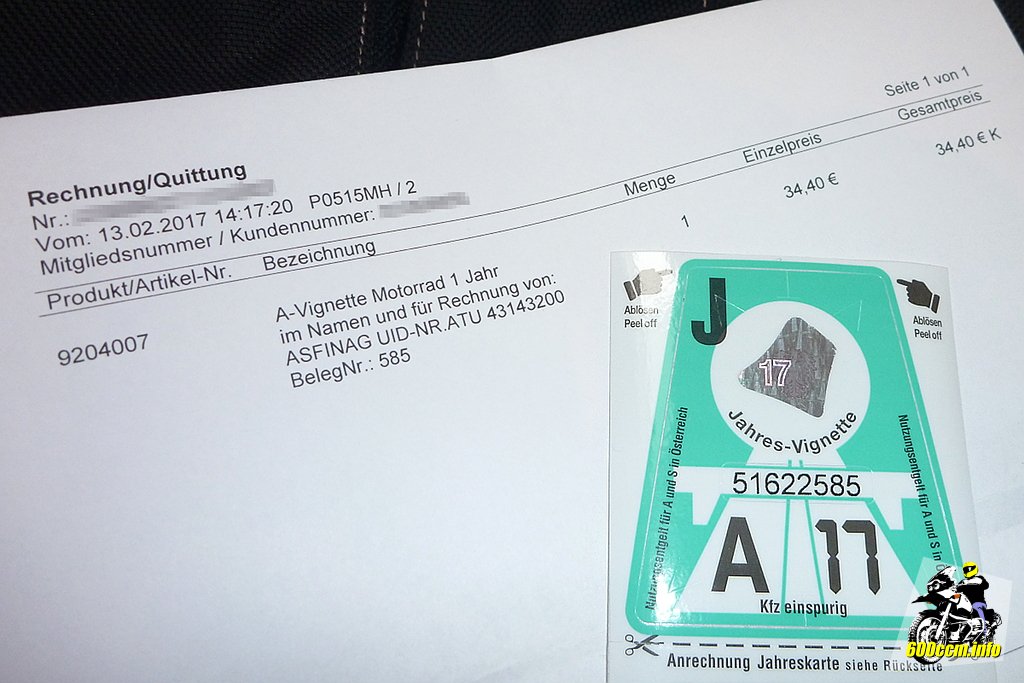 Seite 1 von 1
Rechnung/Quittung
Nr.:
Vom: 13.02.2017 14:17:20 P0515MH / 2
Mitgliedsnummer / Kundennummer:
Produkt/Artikel-Nr. Bezeichnung Menge Einzelpreis Gesamtpreis
9204007 A-Vignette Motorrad 1 Jahr 1 34,40 € 34,40 € K
im Namen und für Rechnung von:
ASFINAG UID-NR.ATU 43143200
BelegNr.: 585
Ablösen
Peel off
J
Ablösen
Peel off
17
Jahres-Vignette
Nutzungsentgelt für A und S in Österreich
Nutzungsentgelt für A und S in
51622585
A 17
Kfz einspurig
Anrechnung Jahreskarte siehe Rückseite
600ccm.info